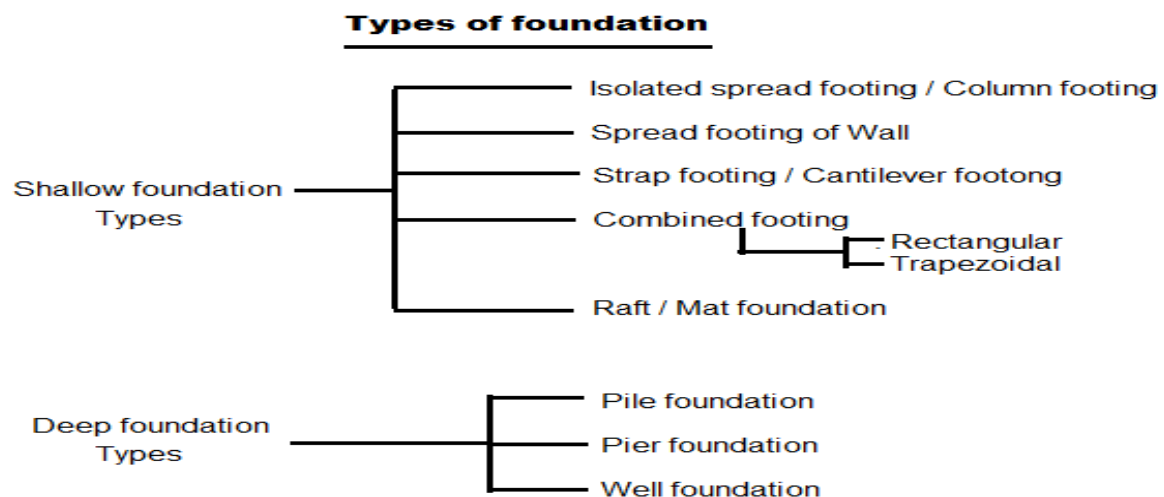 Types of foundation
Isolated spread footing / Column footing
Spread footing of Wall
Strap footing / Cantilever footong
Shallow foundation
Types
Combined footing
Rectangular
Trapezoidal
Raft / Mat foundation
Pile foundation
Deep foundation
Types
Pier foundation
Well foundation